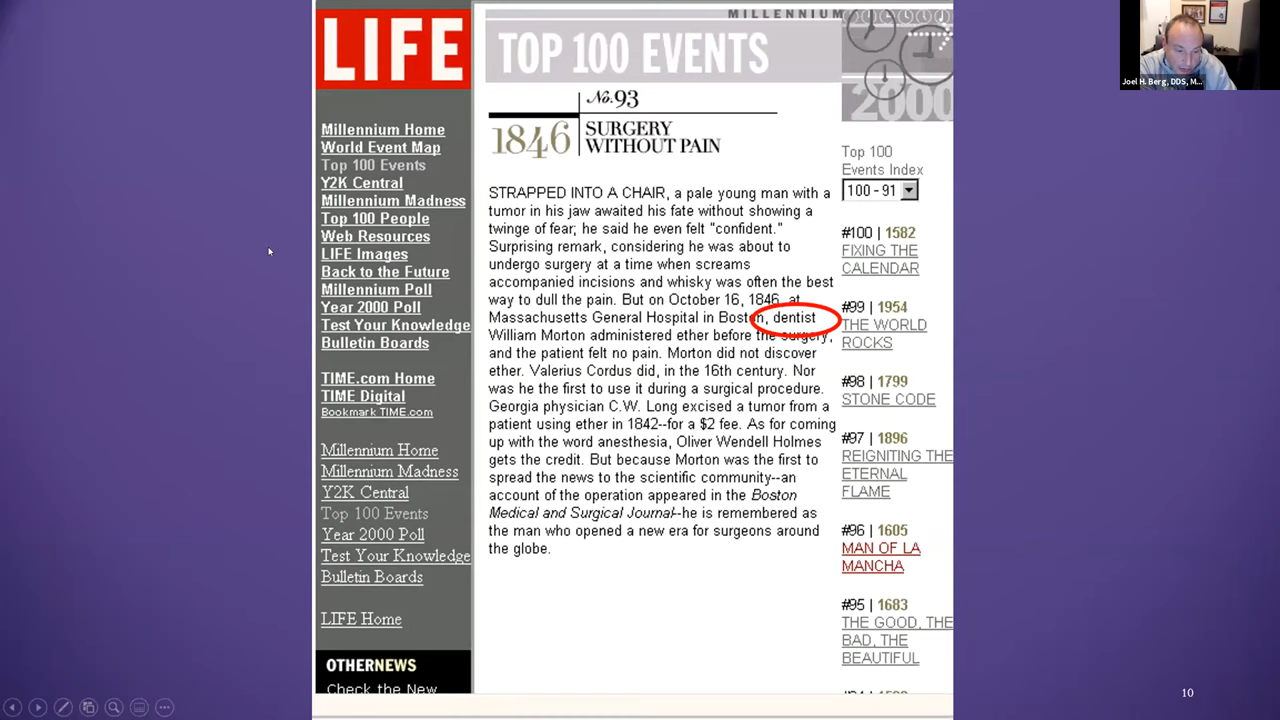 LIFE
Millennium Home
World Event Map
Top 100 Events
Y2K Central
Millennium Madness
Top 100 People
Web Resources
LIFE Images
Back to the Future
Millennium Poll
Year 2000 Poll
Test Your Knowledge
Bulletin Boards
TIME.com Home
TIME Digital
Bookmark TIME.com
Millennium Home
Millennium Madness
Y2K Central
Top 100 Events
Year 2000 Poll
Test Your Knowledge
Bulletin Boards
LIFE Home
OTHERNEWS
Check the New
MILLENNIUM
TOP 100 EVENTS
2000
No.93
1846
SURGERY
WITHOUT PAIN
STRAPPED INTO A CHAIR, a pale young man with a
tumor in his jaw awaited his fate without showing a
twinge of fear; he said he even felt "confident."
Surprising remark, considering he was about to
undergo surgery at a time when screams
accompanied incisions and whisky was often the best
way to dull the pain. But on October 16, 1846, at
Massachusetts General Hospital in Boston, dentist
William Morton administered ether before the surgery,
and the patient felt no pain. Morton did not discover
ether. Valerius Cordus did, in the 16th century. Nor
was he the first to use it during a surgical procedure.
Georgia physician C.W. Long excised a tumor from a
patient using ether in 1842--for a $2 fee. As for coming
up with the word anesthesia, Oliver Wendell Holmes
gets the credit. But because Morton was the first to
spread the news to the scientific community--an
account of the operation appeared in the Boston
Medical and Surgical Journal--he is remembered as
the man who opened a new era for surgeons around
the globe.
Top 100
Events Index
100 - 91
#100 | 1582
FIXING THE
CALENDAR
#99 | 1954
THE WORLD
ROCKS
#98 | 1799
STONE CODE
#97 | 1896
REIGNITING THE
ETERNAL
FLAME
#96 | 1605
MAN OF LA
MANCHA
#95 | 1683
THE GOOD, THE
BAD, THE
BEAUTIFUL
Joel H. Berg, DDS, M...
10